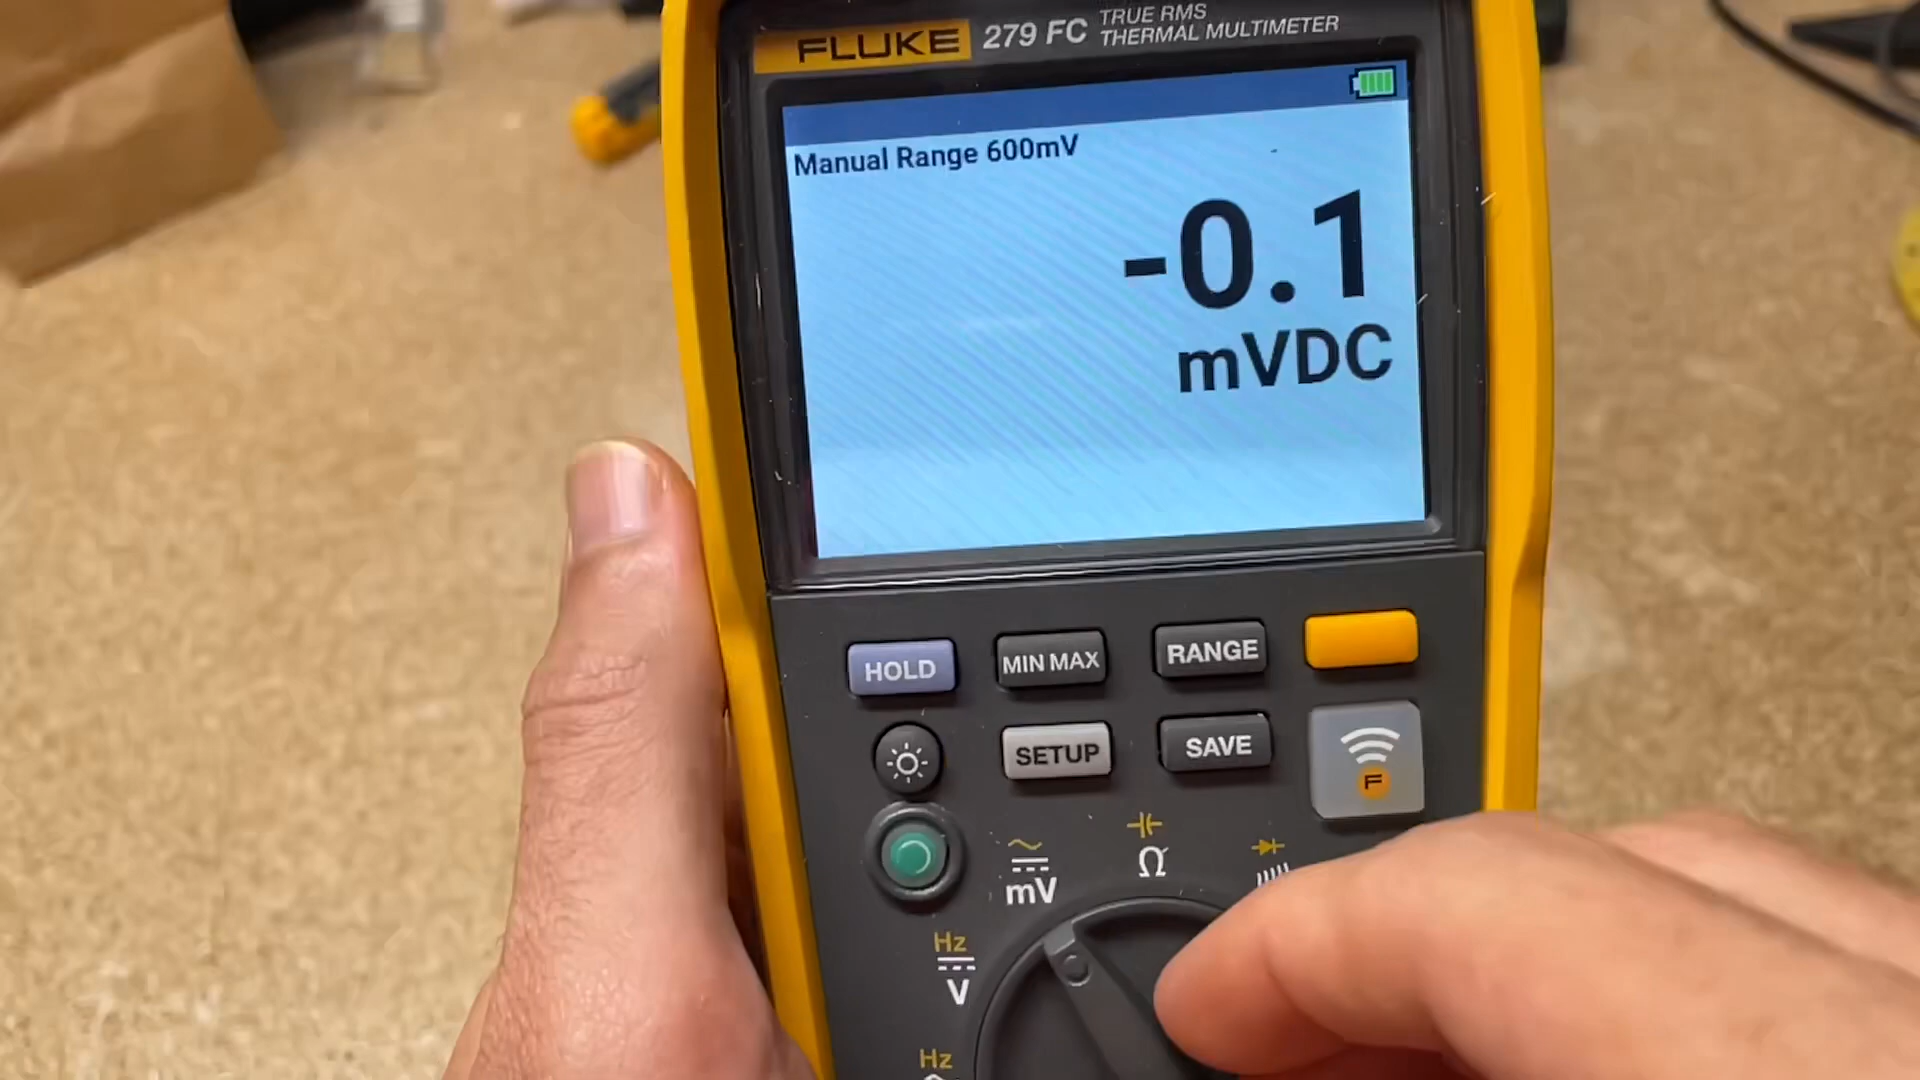 FLUKE 279 FC TRUE RMS
THERMAL MULTIMETER
Manual Range 600mV
-0.1
mVDC
HOLD
MIN MAX
RANGE
SETUP
SAVE
F
mV
Ω
Hz
V
Hz